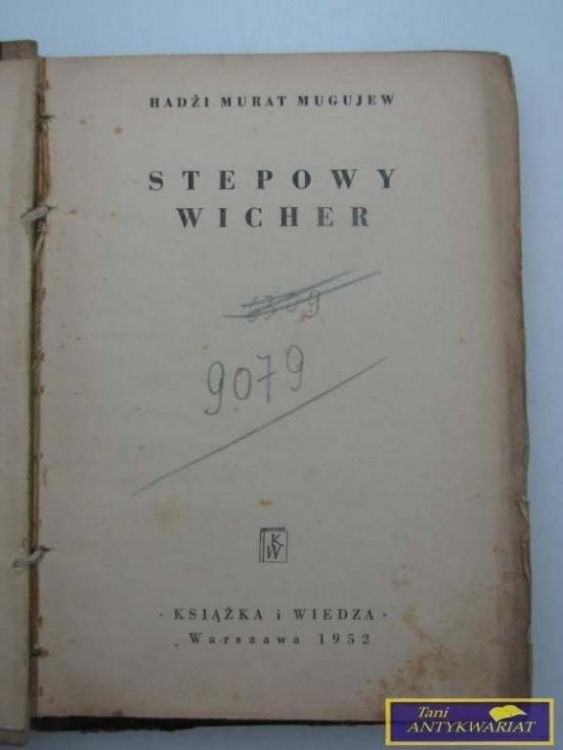 HADŻI MURAT MUGUJEW
STEPOWY
WICHER
9079
KW
· KSIĄŻKA i WIEDZA ·
Warszawa 1952
Tani
ANTYKWARIAT